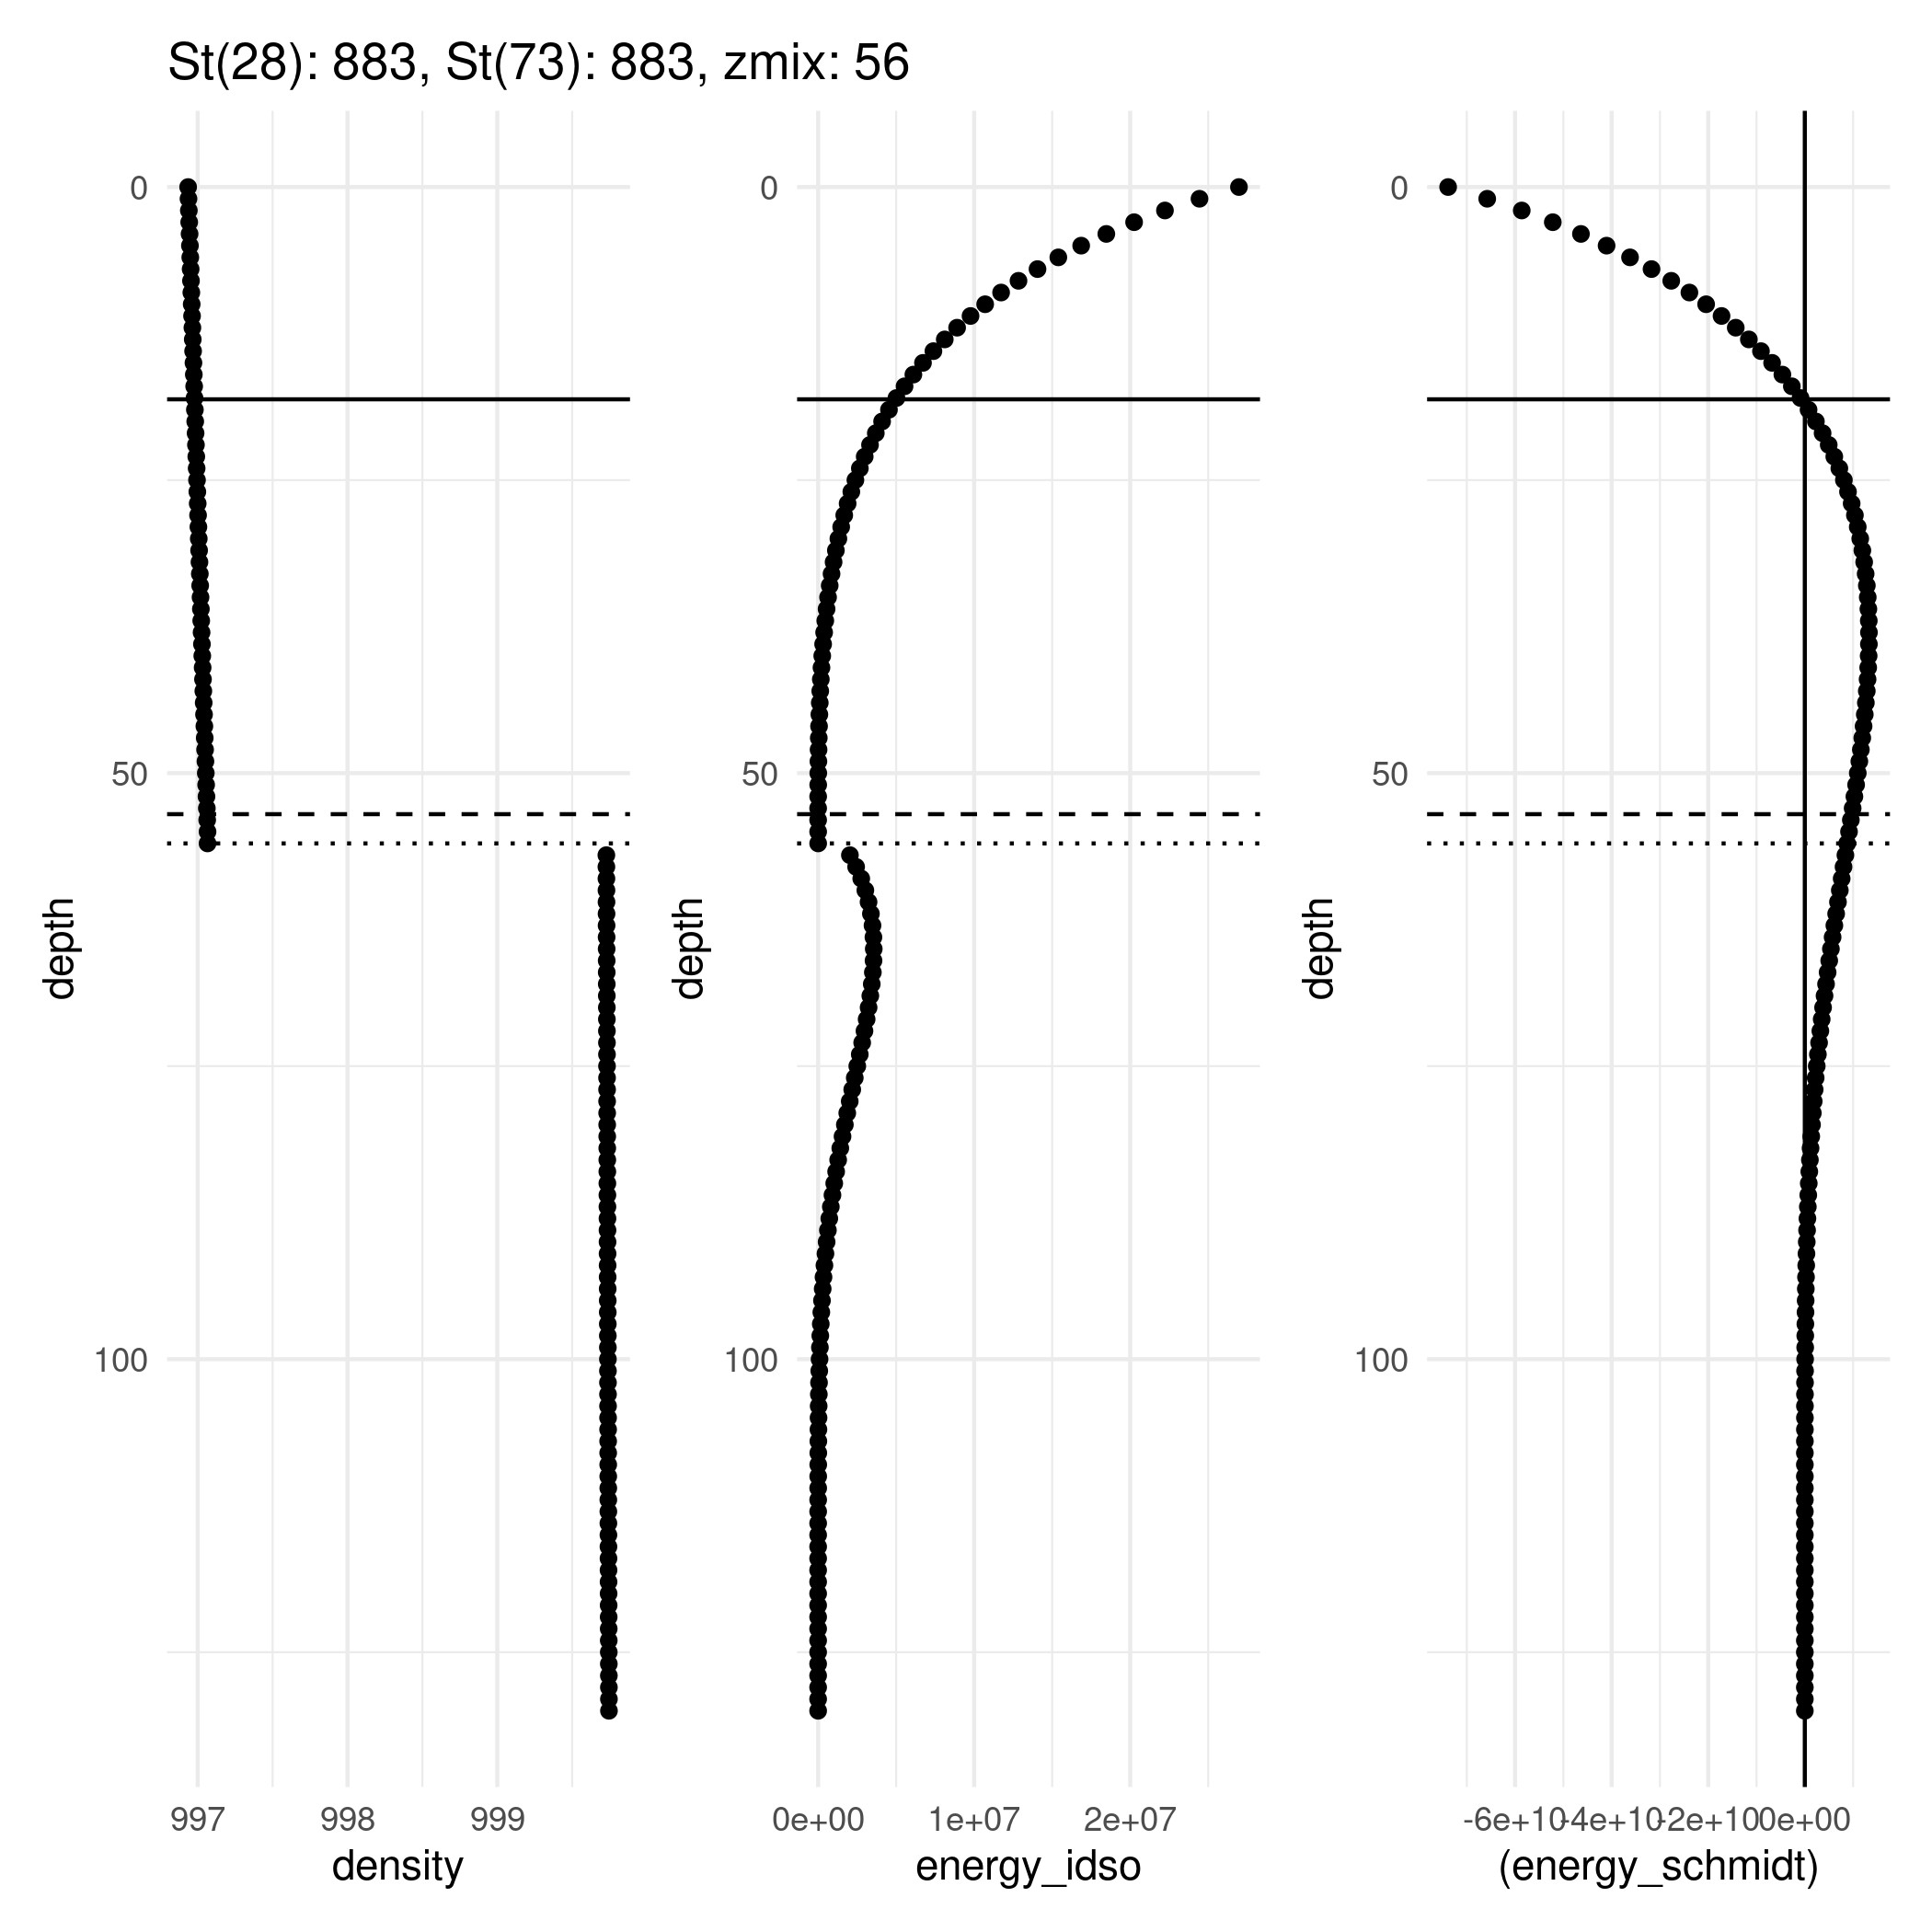 St(28): 883, St(73): 883, zmix: 56
0
50
100
depth
997
998
999
density
0
50
100
depth
0e+00
1e+07
2e+07
energy_idso
0
50
100
depth
-6e+10
-4e+10
-2e+10
0e+00
(energy_schmidt)